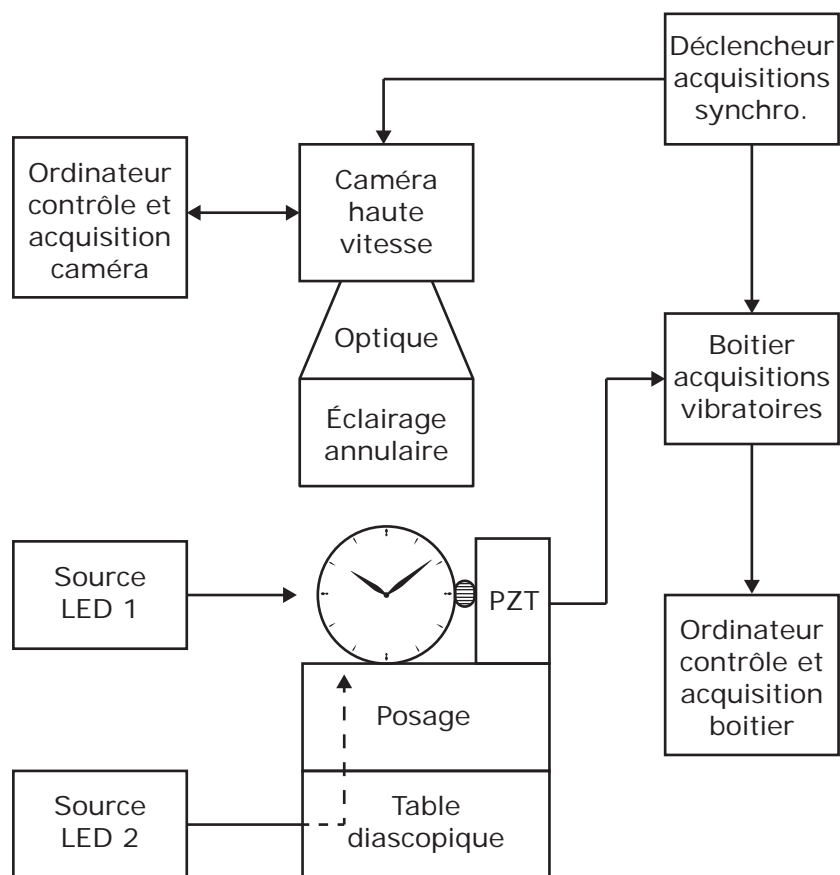 Déclencheur
acquisitions
synchro.
Ordinateur
contrôle et
acquisition
caméra
Caméra
haute
vitesse
Optique
Éclairage
annulaire
Boitier
acquisitions
vibratoires
Source
LED 1
PZT
Ordinateur
contrôle et
acquisition
boitier
Posage
Source
LED 2
Table
diascopique